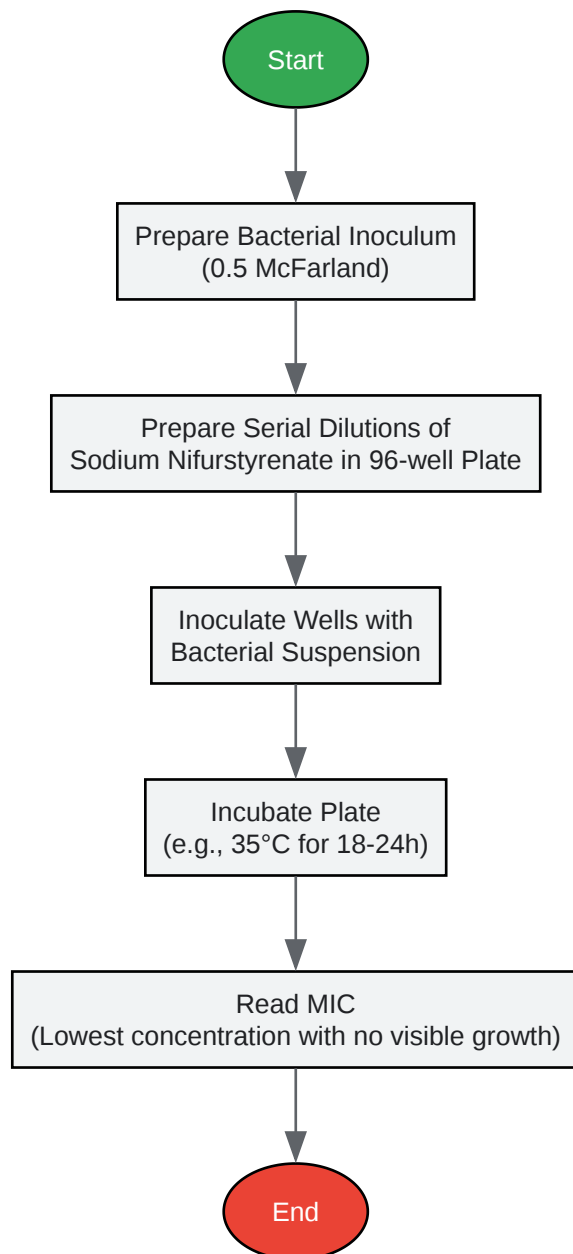 Start
Prepare Bacterial Inoculum
(0.5 McFarland)
Prepare Serial Dilutions of
Sodium Nifurstyrenate in 96-well Plate
Inoculate Wells with
Bacterial Suspension
Incubate Plate
(e.g., 35°C for 18-24h)
Read MIC
(Lowest concentration with no visible growth)
End